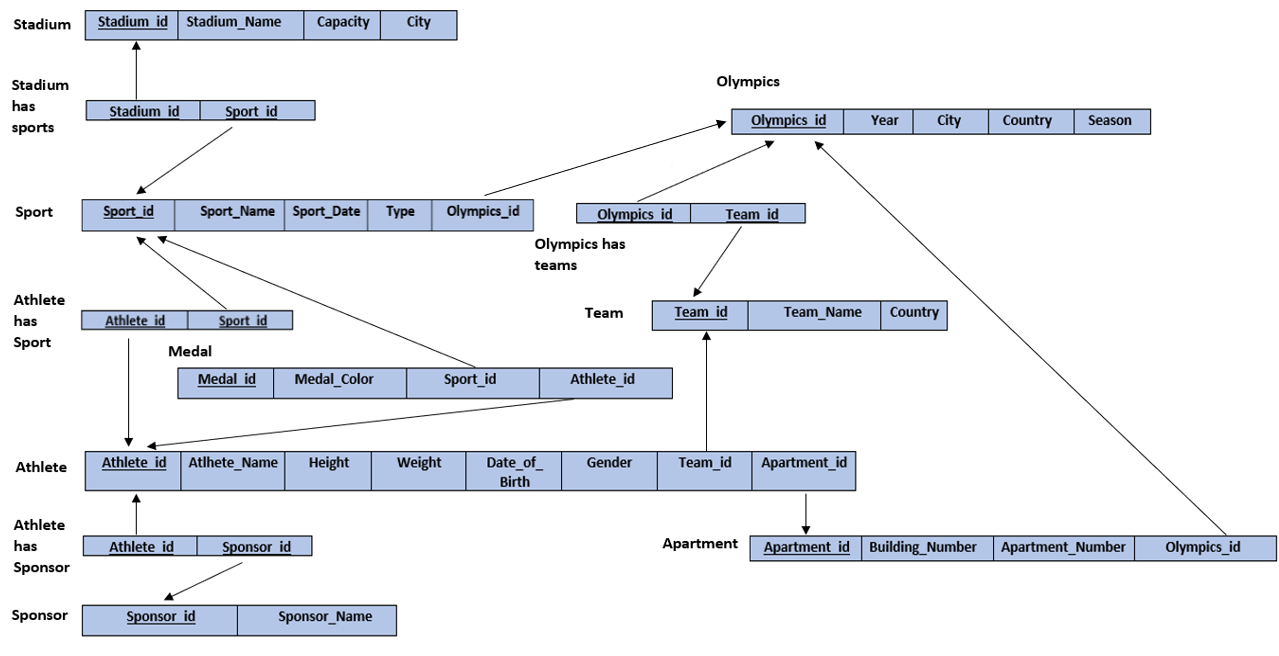 Stadium
Stadium_id Stadium_Name Capacity City
Stadium
has
sports
Stadium_id Sport_id
Olympics
Olympics_id Year City Country Season
Sport
Sport_id Sport_Name Sport_Date Type Olympics_id
Olympics_id Team_id
Olympics has
teams
Athlete
has
Sport
Athlete_id Sport_id
Team
Team_id Team_Name Country
Medal
Medal_id Medal_Color Sport_id Athlete_id
Athlete
Athlete_id Atlhete_Name Height Weight Date_of_
Birth Gender Team_id Apartment_id
Athlete
has
Sponsor
Athlete_id Sponsor_id
Apartment
Apartment_id Building_Number Apartment_Number Olympics_id
Sponsor
Sponsor_id Sponsor_Name